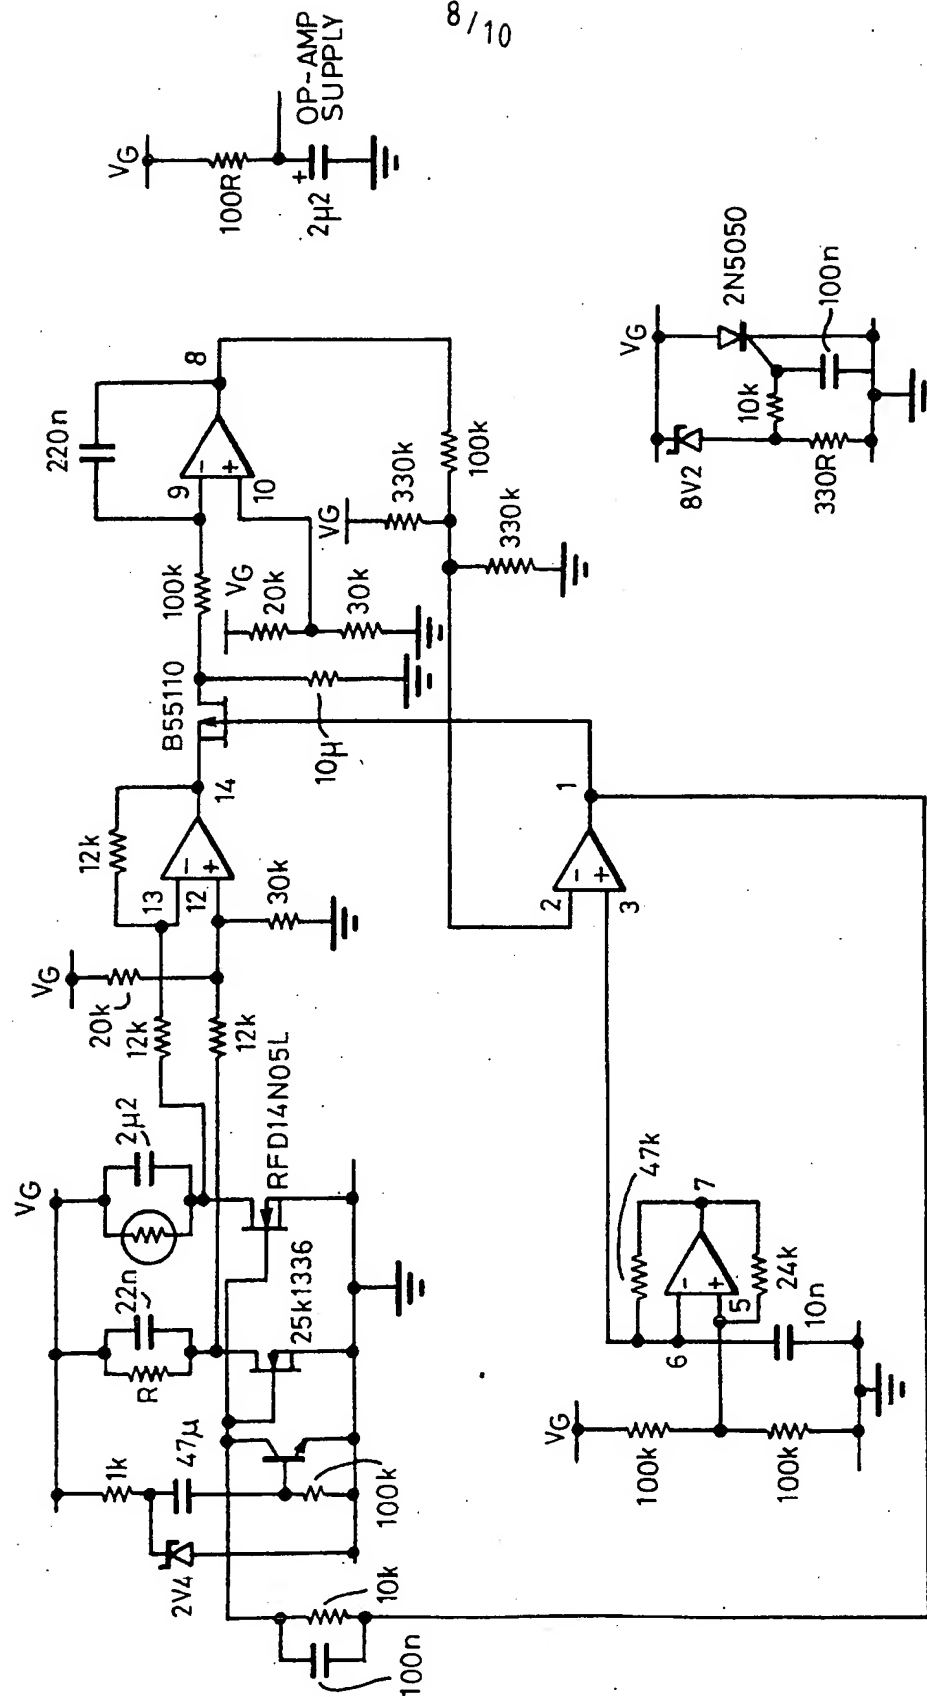 8/10
VG
100R
+
2µ2
OP-AMP
SUPPLY
220n
9
-
+
10
8
100k
VG
20k
30k
VG
330k
100k
330k
B55110
10µ
12k
13
12
-
+
14
30k
VG
20k
12k
12k
2
3
-
+
1
VG
8V2
330R
10k
2N5050
100n
VG
2µ2
22n
R
RFD14N05L
25k1336
47µ
1k
2V4
100k
10k
100n
47k
7
-
+
5
6
24k
10n
VG
100k
100k